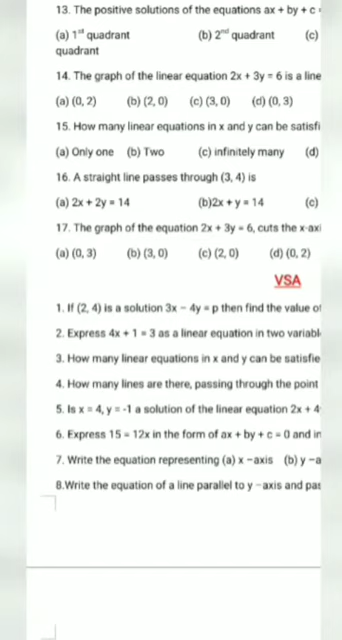 13. The positive solutions of the equations ax + by + c
(a) 1st quadrant (b) 2nd quadrant (c)
quadrant
14. The graph of the linear equation 2x + 3y = 6 is a line
(a) (0, 2) (b) (2, 0) (c) (3, 0) (d) (0, 3)
15. How many linear equations in x and y can be satisfi
(a) Only one (b) Two (c) infinitely many (d)
16. A straight line passes through (3, 4) is
(a) 2x + 2y = 14 (b)2x + y = 14 (c)
17. The graph of the equation 2x + 3y = 6, cuts the x-axi
(a) (0, 3) (b) (3, 0) (c) (2, 0) (d) (0, 2)
VSA
1. If (2, 4) is a solution 3x – 4y = p then find the value of
2. Express 4x + 1 = 3 as a linear equation in two variabl
3. How many linear equations in x and y can be satisfie
4. How many lines are there, passing through the point
5. Is x = 4, y = -1 a solution of the linear equation 2x + 4
6. Express 15 = 12x in the form of ax + by + c = 0 and in
7. Write the equation representing (a) x –axis (b) y –a
8.Write the equation of a line parallel to y –axis and pas